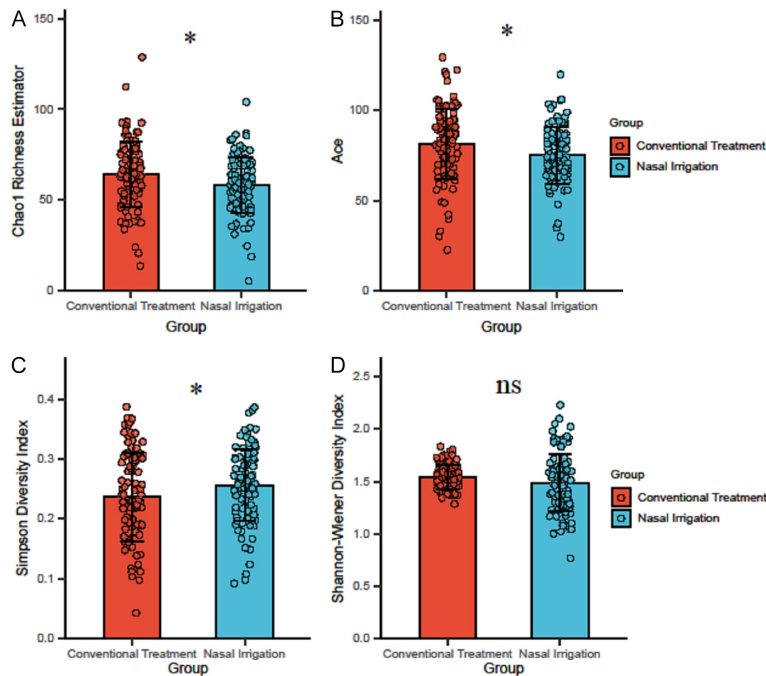 A
Chao1 Richness Estimator
150
100
50
0
*
Conventional Treatment Nasal Irrigation
Group
B
Ace
150
100
50
0
*
Conventional Treatment Nasal Irrigation
Group
Group
Conventional Treatment
Nasal Irrigation
C
Simpson Diversity Index
0.4
0.3
0.2
0.1
0.0
*
Conventional Treatment Nasal Irrigation
Group
D
Shannon-Wiener Diversity Index
2.5
2.0
1.5
1.0
0.5
0.0
ns
Conventional Treatment Nasal Irrigation
Group
Group
Conventional Treatment
Nasal Irrigation